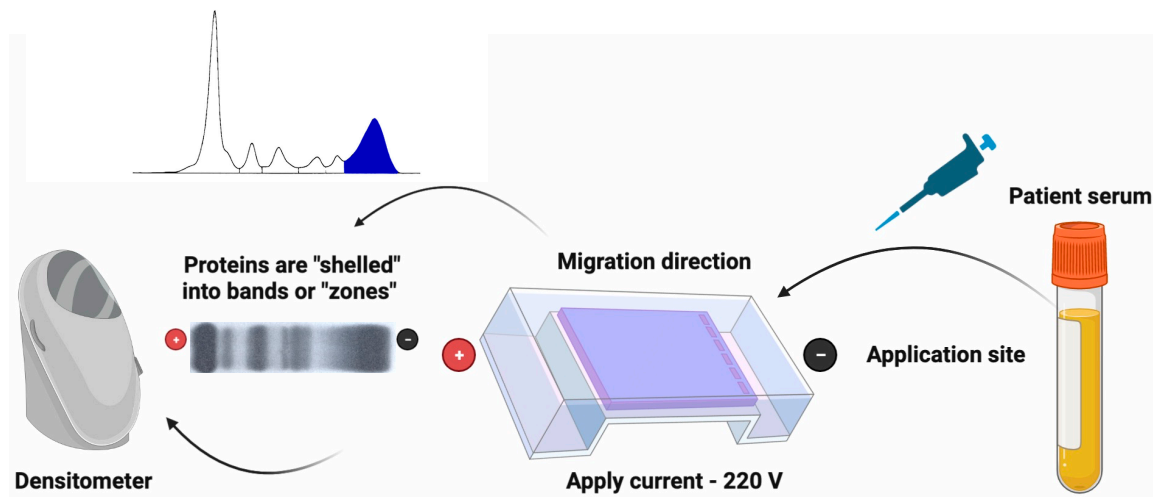 Patient serum
Proteins are "shelled"
into bands or "zones"
Migration direction
+
-
+
-
Application site
Densitometer
Apply current - 220 V